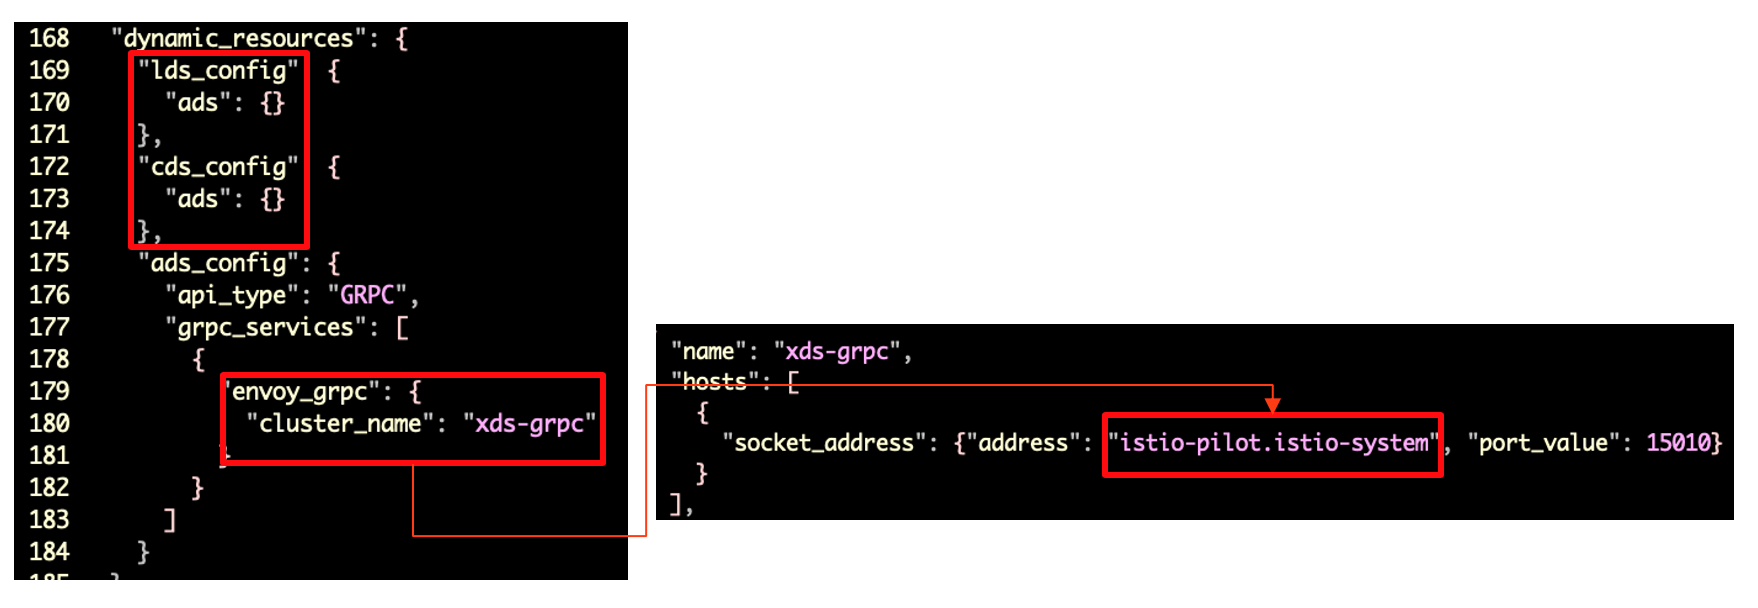 168 "dynamic_resources": {
169 "lds_config" {
170 "ads": {}
171 },
172 "cds_config" {
173 "ads": {}
174 },
175 "ads_config": {
176 "api_type": "GRPC",
177 "grpc_services": [
178 {
179 "envoy_grpc": {
180 "cluster_name": "xds-grpc"
181 }
182 }
183 ]
184 }
185 }
"name": "xds-grpc",
"hosts": [
{
"socket_address": {"address": "istio-pilot.istio-system", "port_value": 15010}
}
],